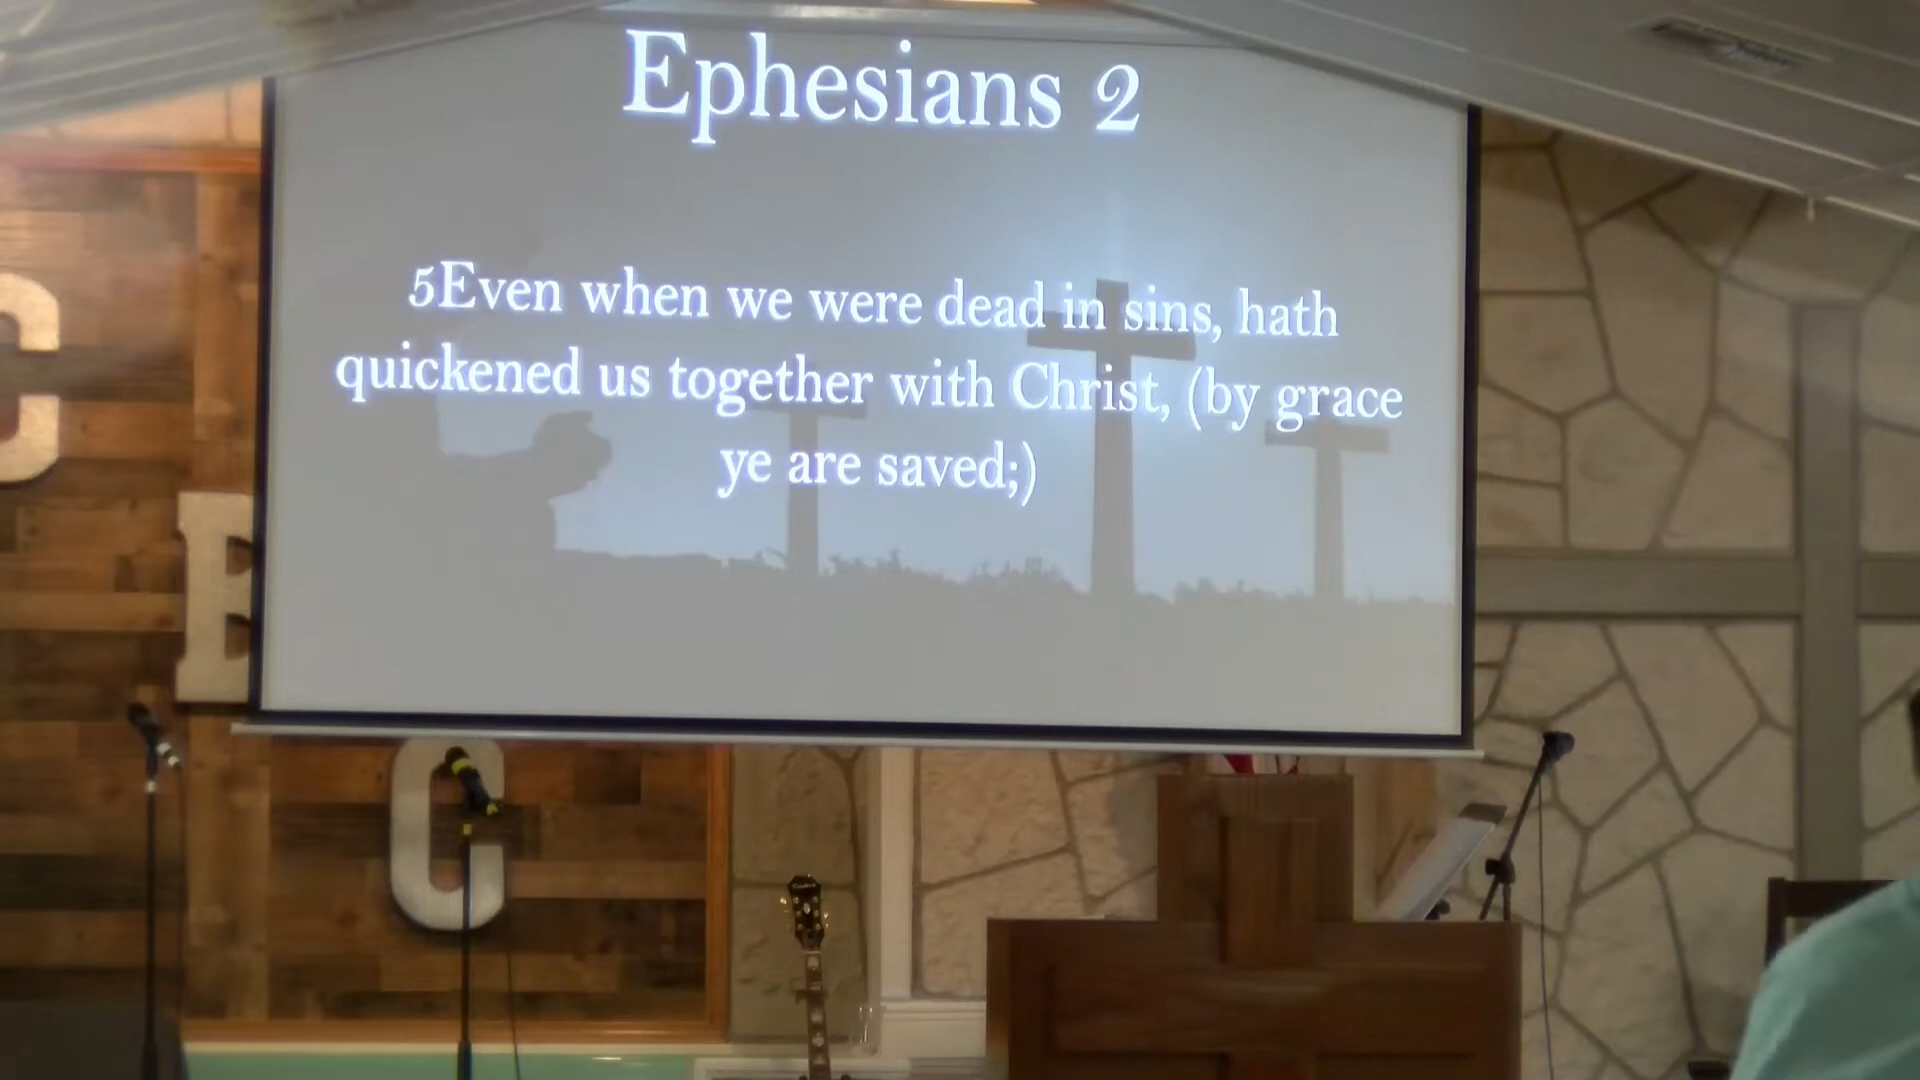 Ephesians 2
5Even when we were dead in sins, hath
quickened us together with Christ, (by grace
ye are saved;)
C
E
C